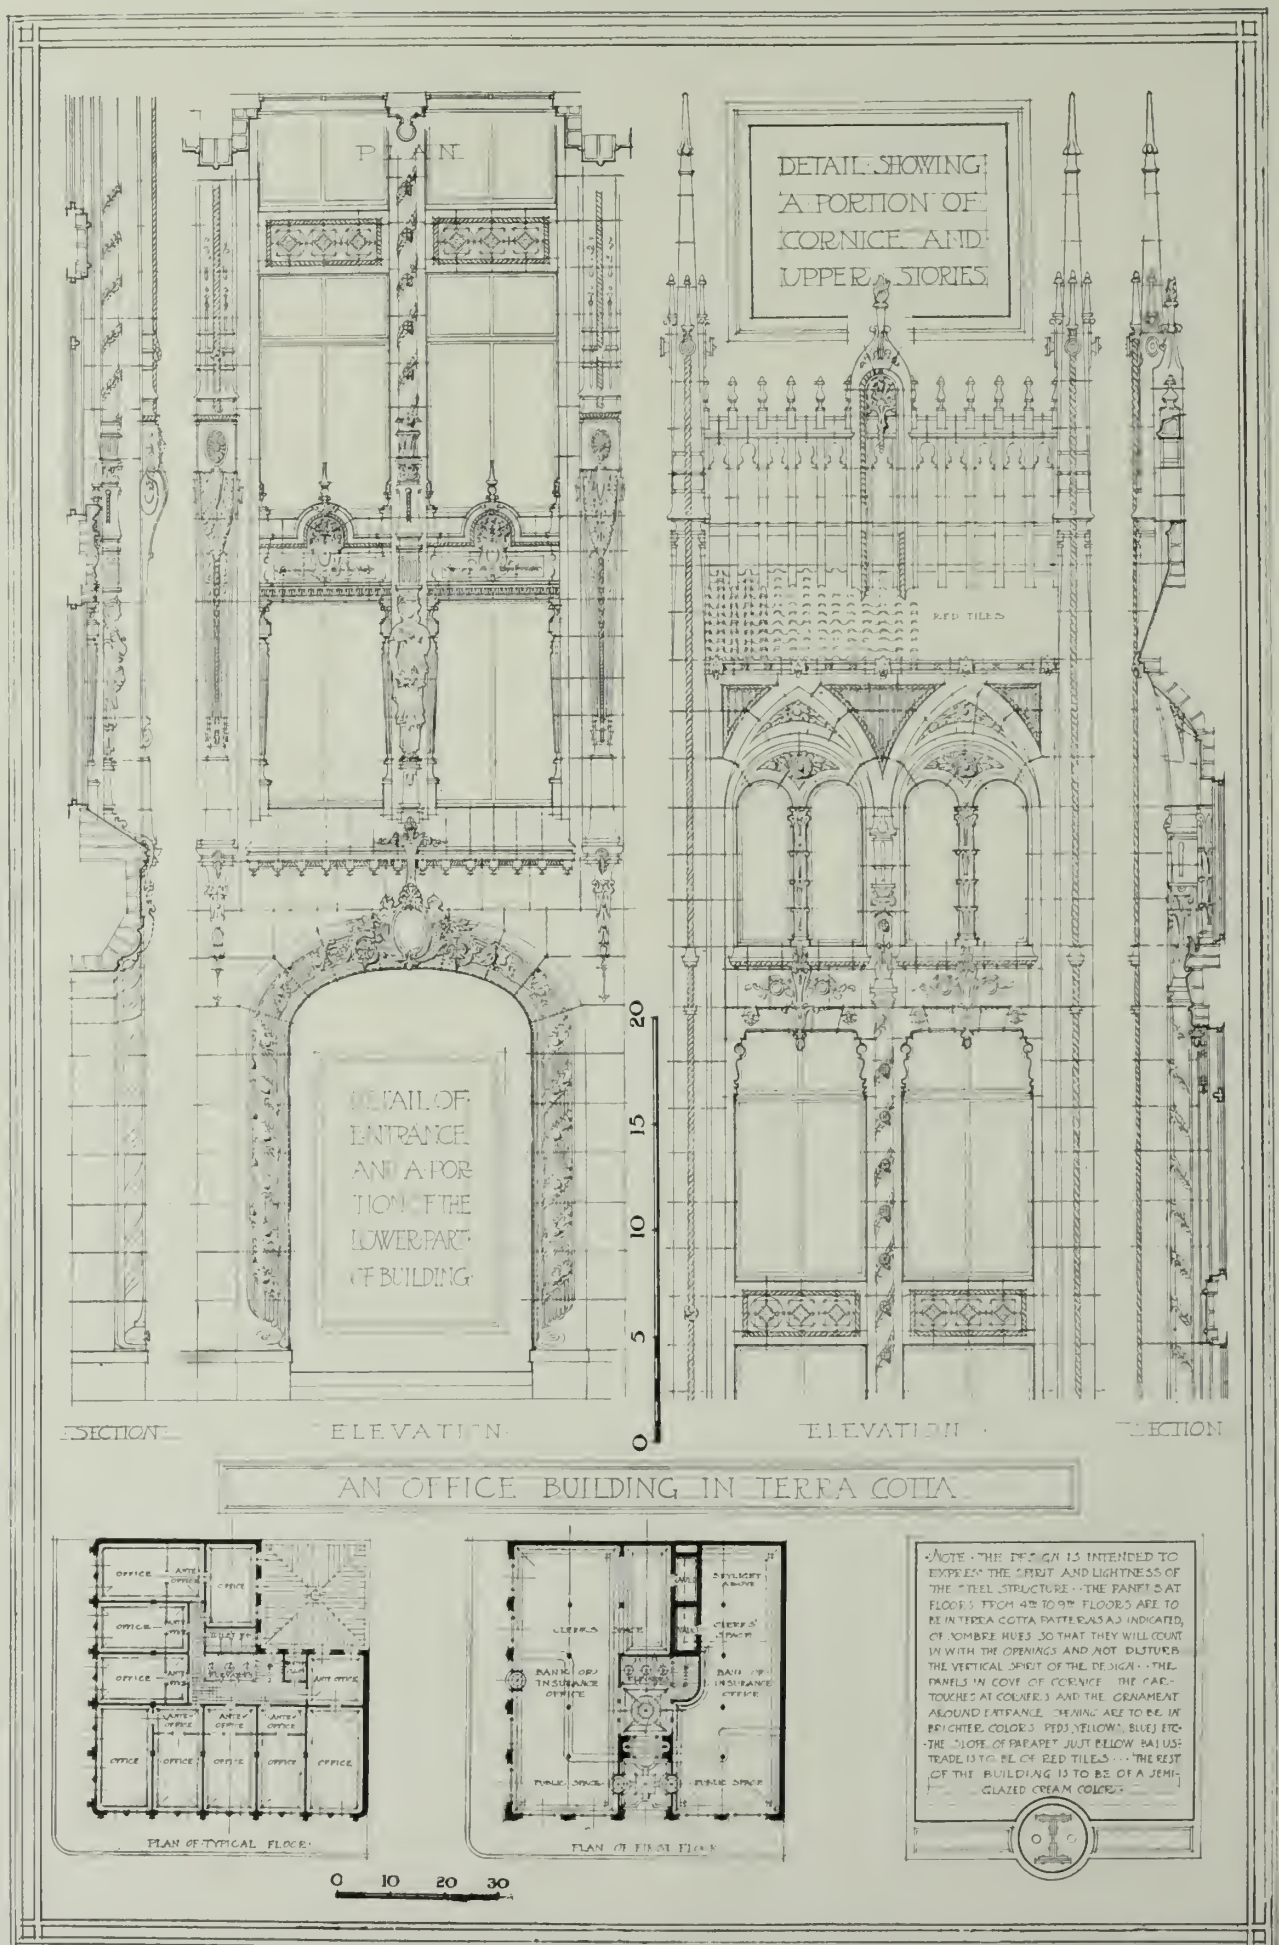 PLAN
DETAIL SHOWING
A PORTION OF
CORNICE AND
UPPER STORIES
RED TILES
DETAIL OF
ENTRANCE
AND A POR-
TION OF THE
LOWER PART
OF BUILDING
20
15
10
5
0
SECTION
ELEVATION
ELEVATION
SECTION
AN OFFICE BUILDING IN TERRA COTTA
OFFICE
ANTE OFFICE
OFFICE
OFFICE
OFFICE
ELEVATORS
ANTE OFFICE
ANTE-OFFICE
ANTE-OFFICE
ANTE-OFFICE
OFFICE
OFFICE
OFFICE
OFFICE
OFFICE
PLAN OF TYPICAL FLOOR
SKYLIGHT ABOVE
CLERKS SPACE
CLERKS' SPACE
VAULT
BANK OR INSURANCE OFFICE
BANK OR INSURANCE OFFICE
PUBLIC SPACE
PUBLIC SPACE
PLAN OF FIRST FLOOR
0 10 20 30
·NOTE· THE DESIGN IS INTENDED TO
EXPRESS THE SPIRIT AND LIGHTNESS OF
THE STEEL STRUCTURE··THE PANELS AT
FLOORS FROM 4TH TO 9TH FLOORS ARE TO
BE IN TERRA COTTA PATTERNS AS INDICATED,
OF SOMBRE HUES SO THAT THEY WILL COUNT
IN WITH THE OPENINGS AND NOT DISTURB
THE VERTICAL SPIRIT OF THE DESIGN··THE
PANELS IN COVE OF CORNICE THE CAR-
TOUCHES AT CORNERS AND THE ORNAMENT
AROUND ENTRANCE OPENING ARE TO BE IN
BRIGHTER COLORS REDS, YELLOWS, BLUES ETC·
·THE SLOPE OF PARAPET JUST BELOW BALUS-
TRADE IS TO BE OF RED TILES···THE REST
OF THE BUILDING IS TO BE OF A SEMI-
GLAZED CREAM COLOR·